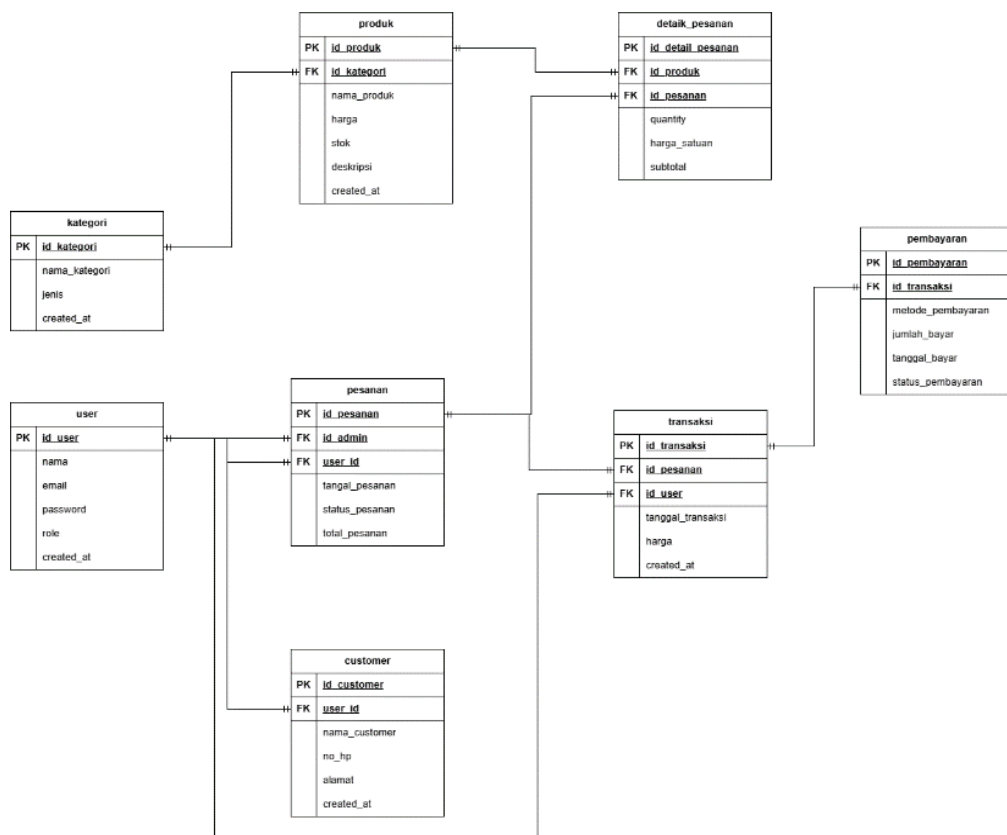 produk
PK id_produk
FK id_kategori
nama_produk
harga
stok
deskripsi
created_at
detaik_pesanan
PK id_detail_pesanan
FK id_produk
FK id_pesanan
quantity
harga_satuan
subtotal
kategori
PK id_kategori
nama_kategori
jenis
created_at
pembayaran
PK id_pembayaran
FK id_transaksi
metode_pembayaran
jumlah_bayar
tanggal_bayar
status_pembayaran
user
PK id_user
nama
email
password
role
created_at
pesanan
PK id_pesanan
FK id_admin
FK user_id
tangal_pesanan
status_pesanan
total_pesanan
transaksi
PK id_transaksi
FK id_pesanan
FK id_user
tanggal_transaksi
harga
created_at
customer
PK id_customer
FK user_id
nama_customer
no_hp
alamat
created_at